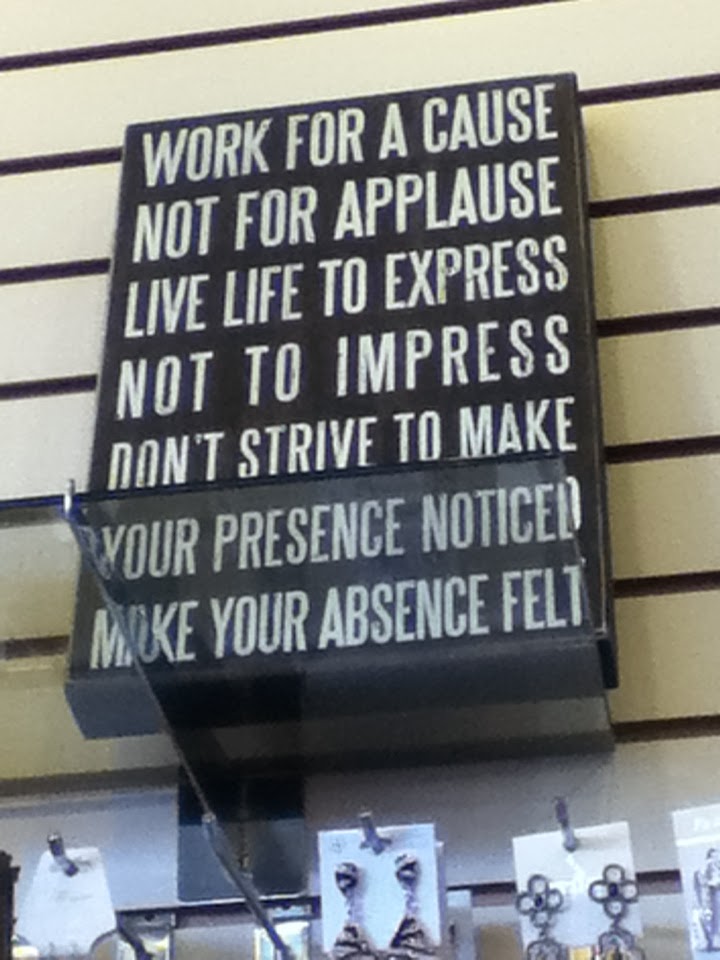 WORK FOR A CAUSE
NOT FOR APPLAUSE
LIVE LIFE TO EXPRESS
NOT TO IMPRESS
DON'T STRIVE TO MAKE
YOUR PRESENCE NOTICED
MAKE YOUR ABSENCE FELT